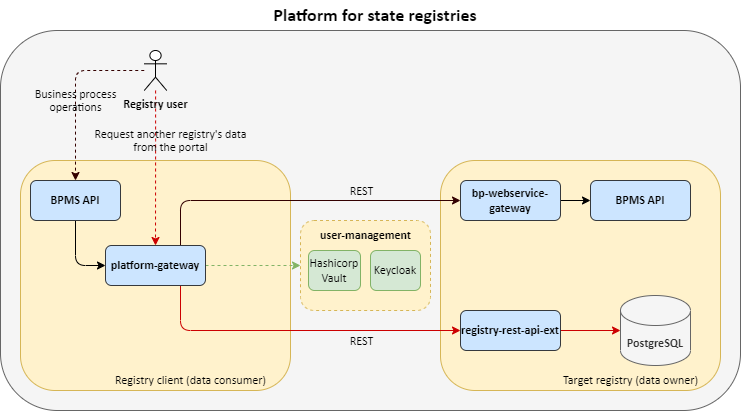 Platform for state registries
Business process
operations
Registry user
Request another registry's data
from the portal
BPMS API
REST
bp-webservice-
gateway
BPMS API
user-management
platform-gateway
Hashicorp
Vault
Keycloak
registry-rest-api-ext
REST
PostgreSQL
Registry client (data consumer)
Target registry (data owner)